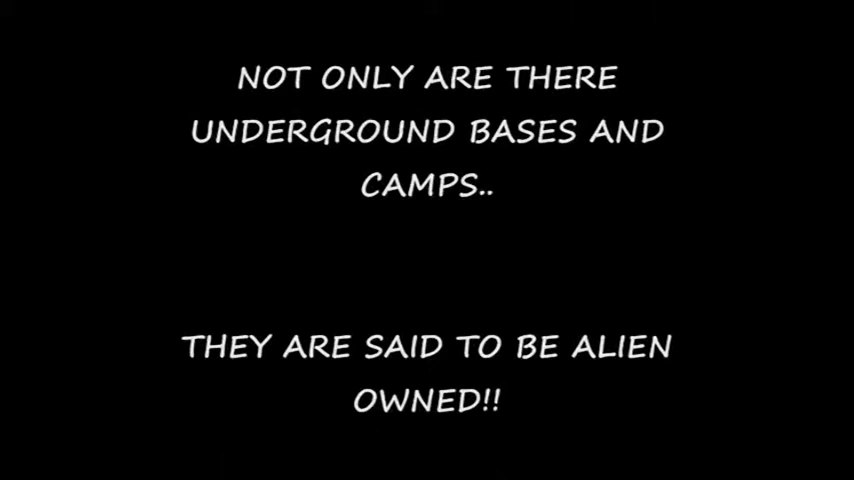 NOT ONLY ARE THERE
UNDERGROUND BASES AND
CAMPS..
THEY ARE SAID TO BE ALIEN
OWNED!!